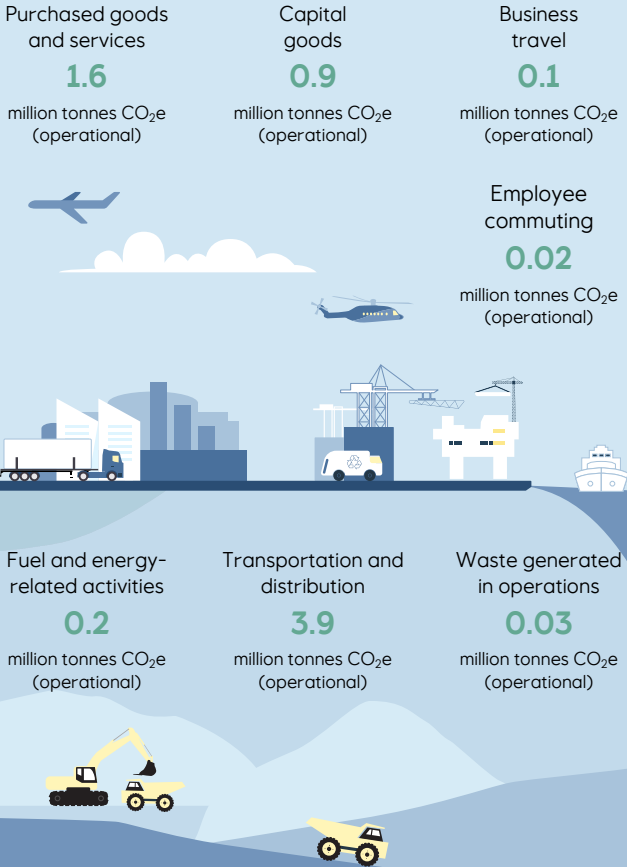 Purchased goods
and services
1.6
million tonnes CO₂e
(operational)
Capital
goods
0.9
million tonnes CO₂e
(operational)
Business
travel
0.1
million tonnes CO₂e
(operational)
Employee
commuting
0.02
million tonnes CO₂e
(operational)
Fuel and energy-
related activities
0.2
million tonnes CO₂e
(operational)
Transportation and
distribution
3.9
million tonnes CO₂e
(operational)
Waste generated
in operations
0.03
million tonnes CO₂e
(operational)